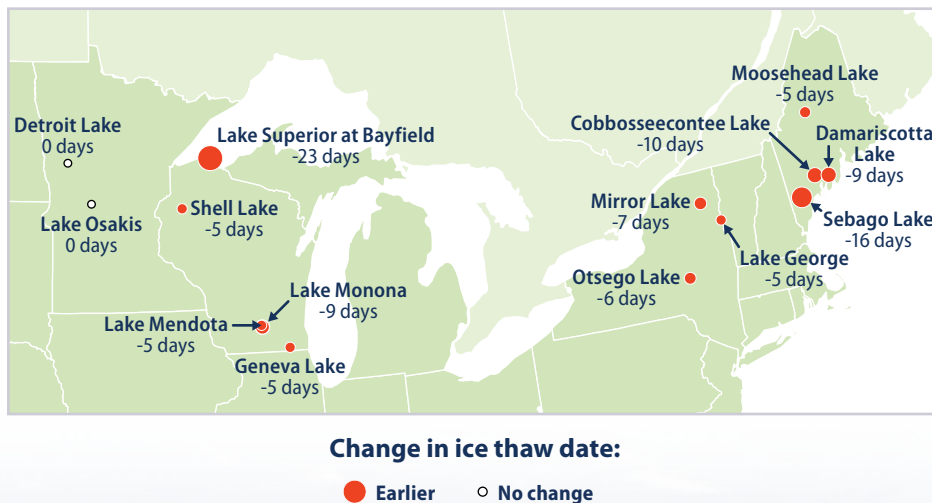 Moosehead Lake
-5 days
Detroit Lake
0 days
Lake Superior at Bayfield
-23 days
Cobbosseecontee Lake
-10 days
Damariscotta
Lake
-9 days
Lake Osakis
0 days
Shell Lake
-5 days
Mirror Lake
-7 days
Sebago Lake
-16 days
Lake George
-5 days
Otsego Lake
-6 days
Lake Monona
-9 days
Lake Mendota
-5 days
Geneva Lake
-5 days
Change in ice thaw date:
Earlier
No change